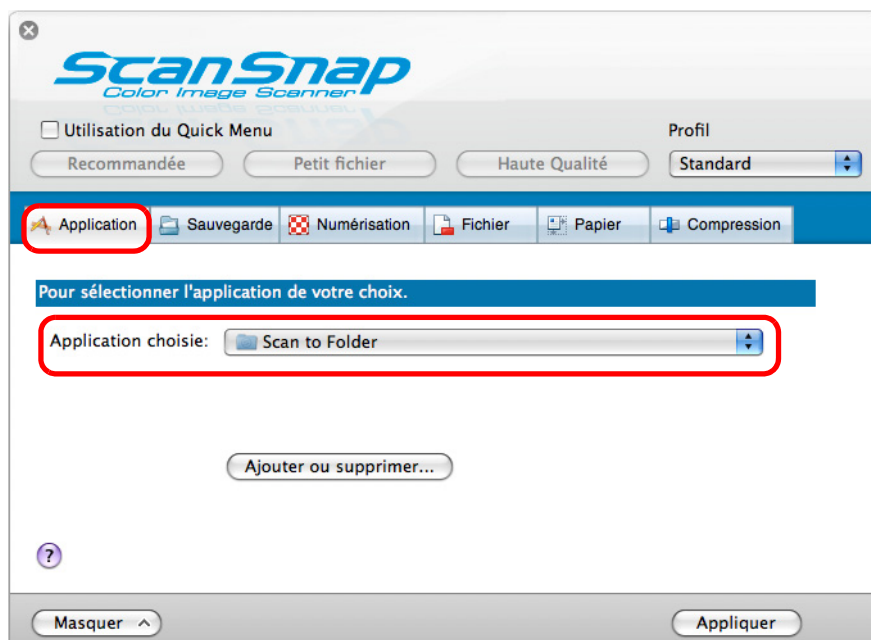 ScanSnap
Color Image Scanner
Utilisation du Quick Menu
Profil
Recommandée Petit fichier Haute Qualité Standard
Application Sauvegarde Numérisation Fichier Papier Compression
Pour sélectionner l'application de votre choix.
Application choisie: Scan to Folder
Ajouter ou supprimer...
?
Masquer Appliquer